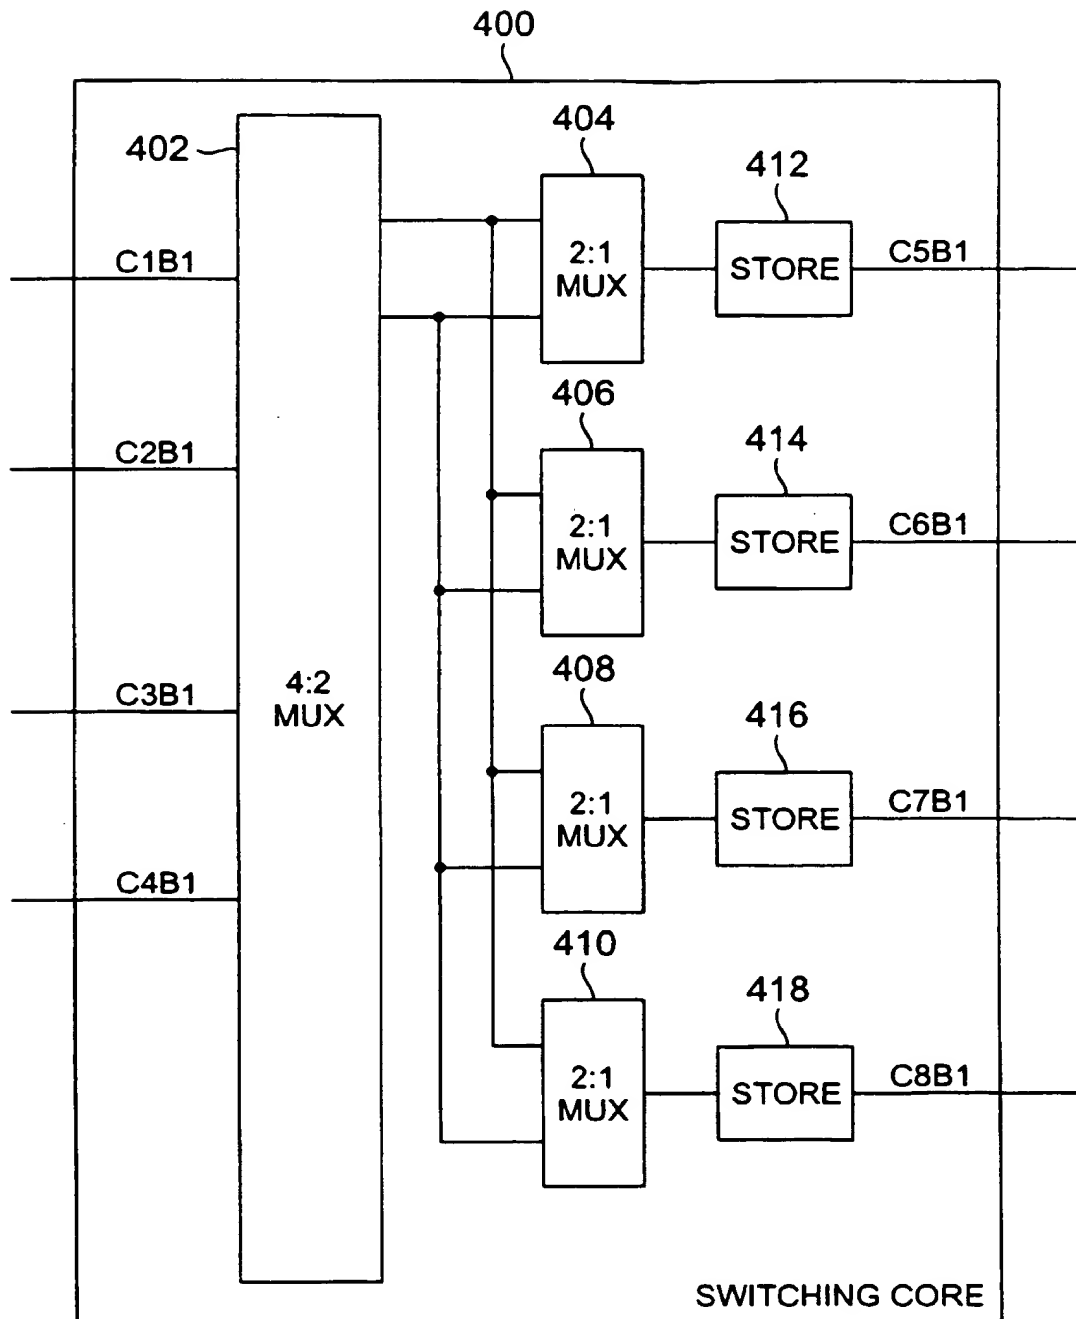 400
402
404
412
C1B1
2:1
MUX
STORE
C5B1
406
414
C2B1
2:1
MUX
STORE
C6B1
4:2
MUX
408
416
C3B1
2:1
MUX
STORE
C7B1
410
418
C4B1
2:1
MUX
STORE
C8B1
SWITCHING CORE